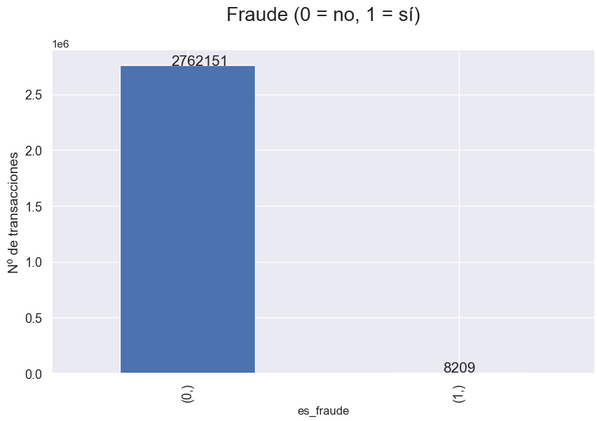 Fraude (0 = no, 1 = sí)
1e6
2762151
2.5
2.0
1.5
1.0
0.5
0.0
Nº de transacciones
8209
(0,)
(1,)
es_fraude